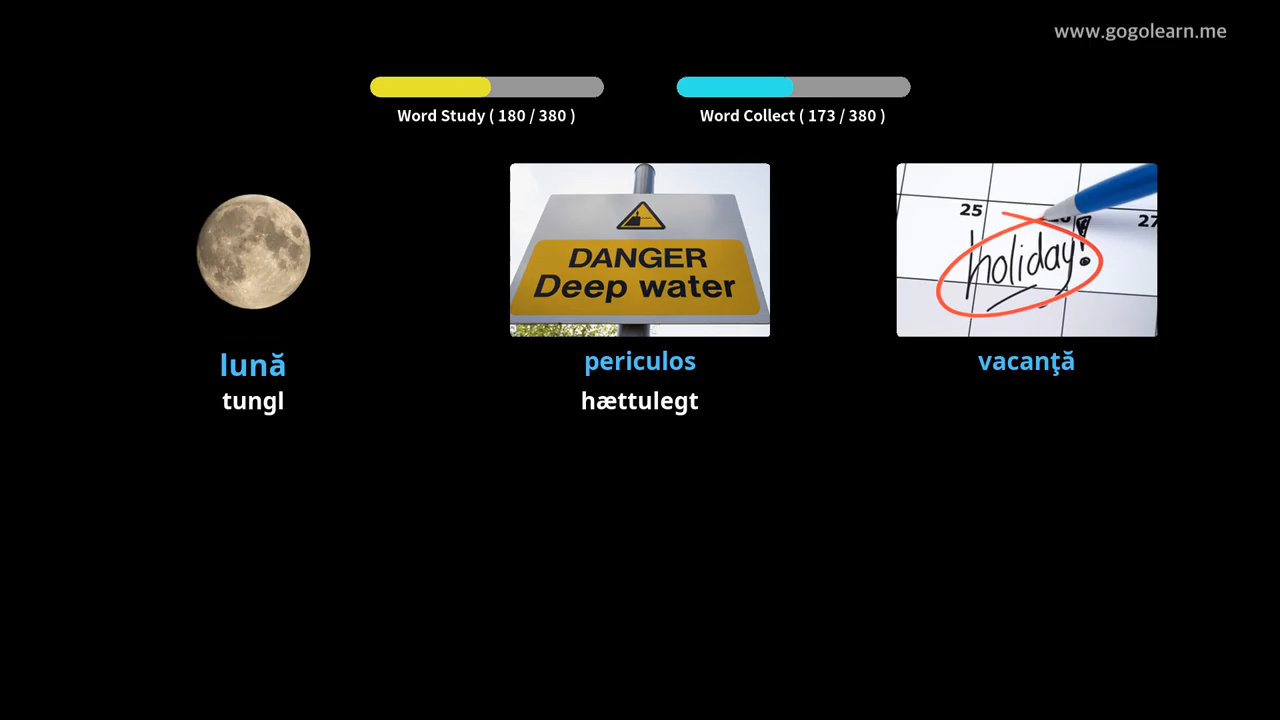 www.gogolearn.me
Word Study ( 180 / 380 )
Word Collect ( 173 / 380 )
DANGER
Deep water
25
27
holiday!
lună
periculos
vacanţă
tungl
hættulegt